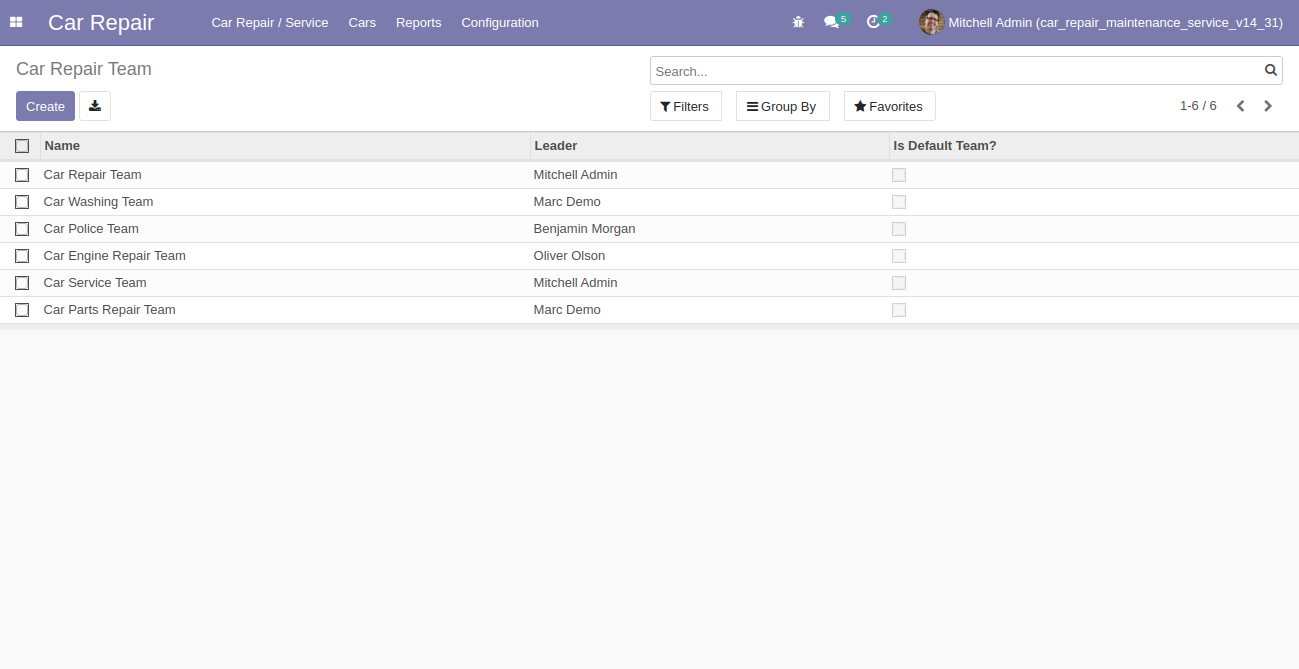 Car Repair Car Repair / Service Cars Reports Configuration 5 2 Mitchell Admin (car_repair_maintenance_service_v14_31)
Car Repair Team
Search...
Create Filters Group By Favorites 1-6 / 6
Name Leader Is Default Team?
Car Repair Team Mitchell Admin
Car Washing Team Marc Demo
Car Police Team Benjamin Morgan
Car Engine Repair Team Oliver Olson
Car Service Team Mitchell Admin
Car Parts Repair Team Marc Demo